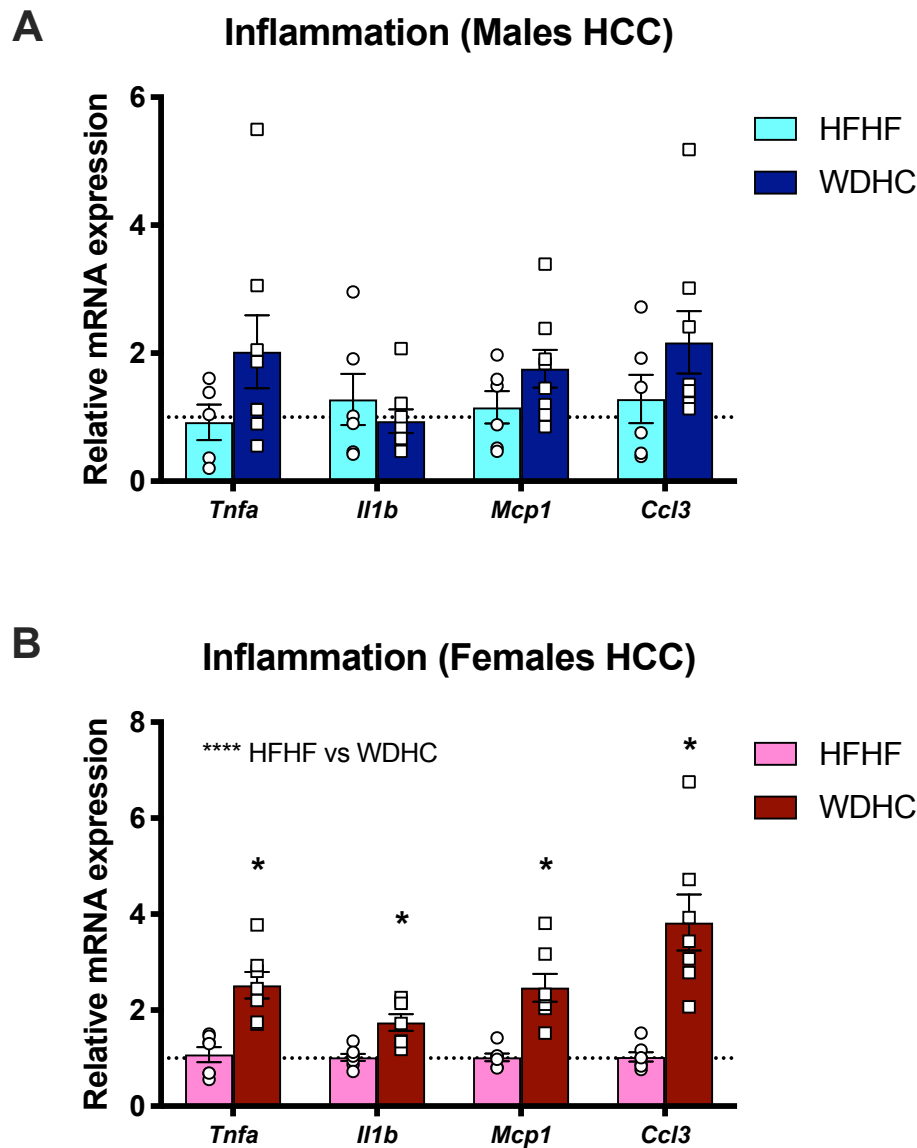 A
Inflammation (Males HCC)
Relative mRNA expression
6
4
2
0
Tnfa
Il1b
Mcp1
Ccl3
HFHF
WDHC
B
Inflammation (Females HCC)
Relative mRNA expression
8
6
4
2
0
**** HFHF vs WDHC
*
*
*
*
Tnfa
Il1b
Mcp1
Ccl3
HFHF
WDHC